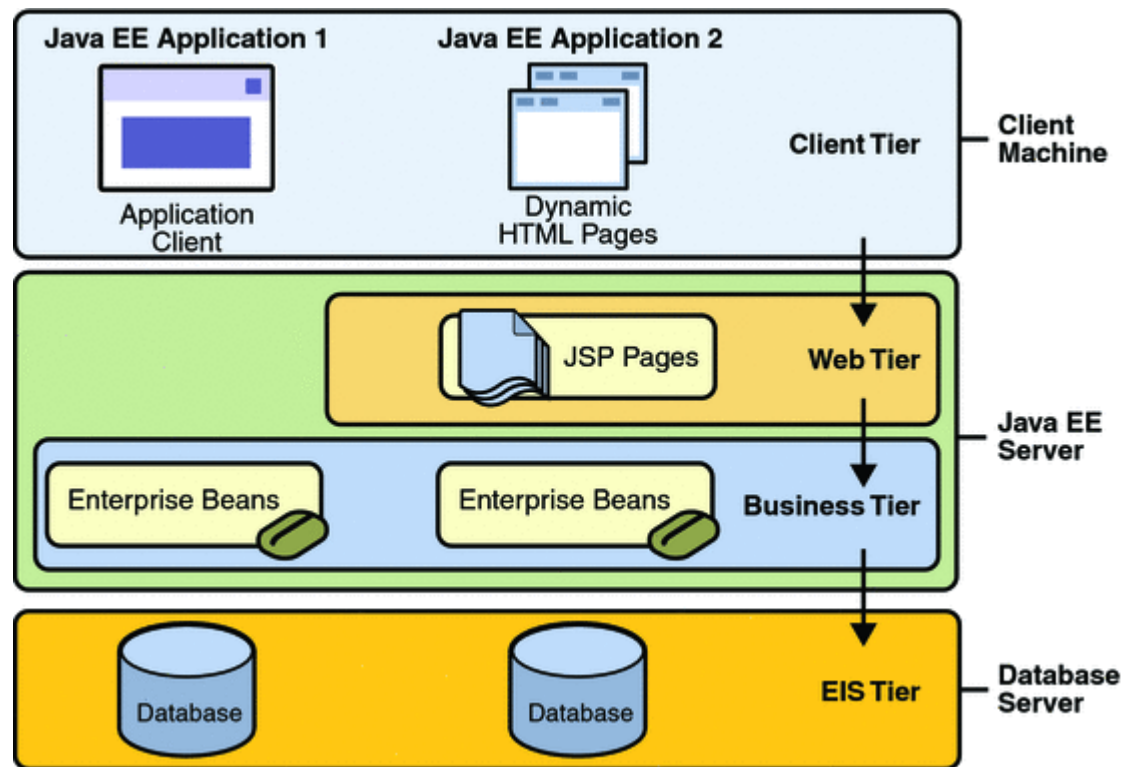 Java EE Application 1
Java EE Application 2
Application
Client
Dynamic
HTML Pages
Client Tier
Client
Machine
JSP Pages
Web Tier
Java EE
Server
Enterprise Beans
Enterprise Beans
Business Tier
Database
Database
EIS Tier
Database
Server